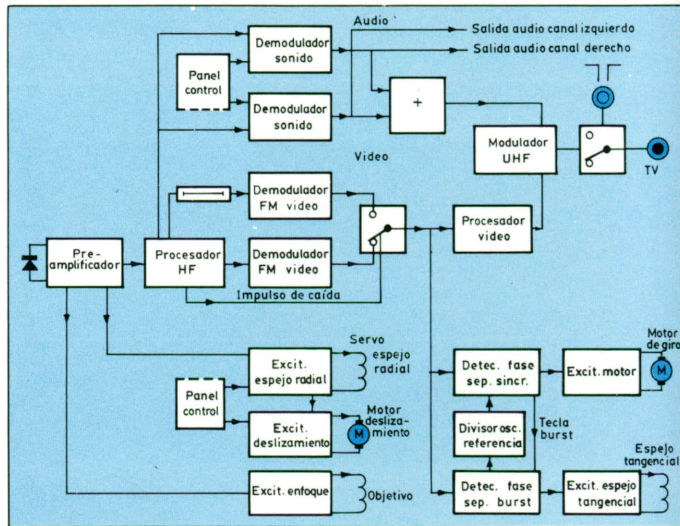 Audio
Salida audio canal izquierdo
Salida audio canal derecho
Demodulador
sonido
Panel
control
Demodulador
sonido
+
Modulador
UHF
TV
Video
Demodulador
FM video
Pre-
amplificador
Procesador
HF
Demodulador
FM video
Procesador
video
Impulso de caída
Servo
espejo
radial
Excit.
espejo radial
Panel
control
Excit.
deslizamiento
Motor
desliza-
miento
M
Excit. enfoque
Objetivo
Detec. fase
sep. sincr.
Excit. motor
Motor
de giro
M
Divisor osc.
referencia
Tecla
burst
Detec. fase
sep. burst
Excit. espejo
tangencial
Espejo
tangencial